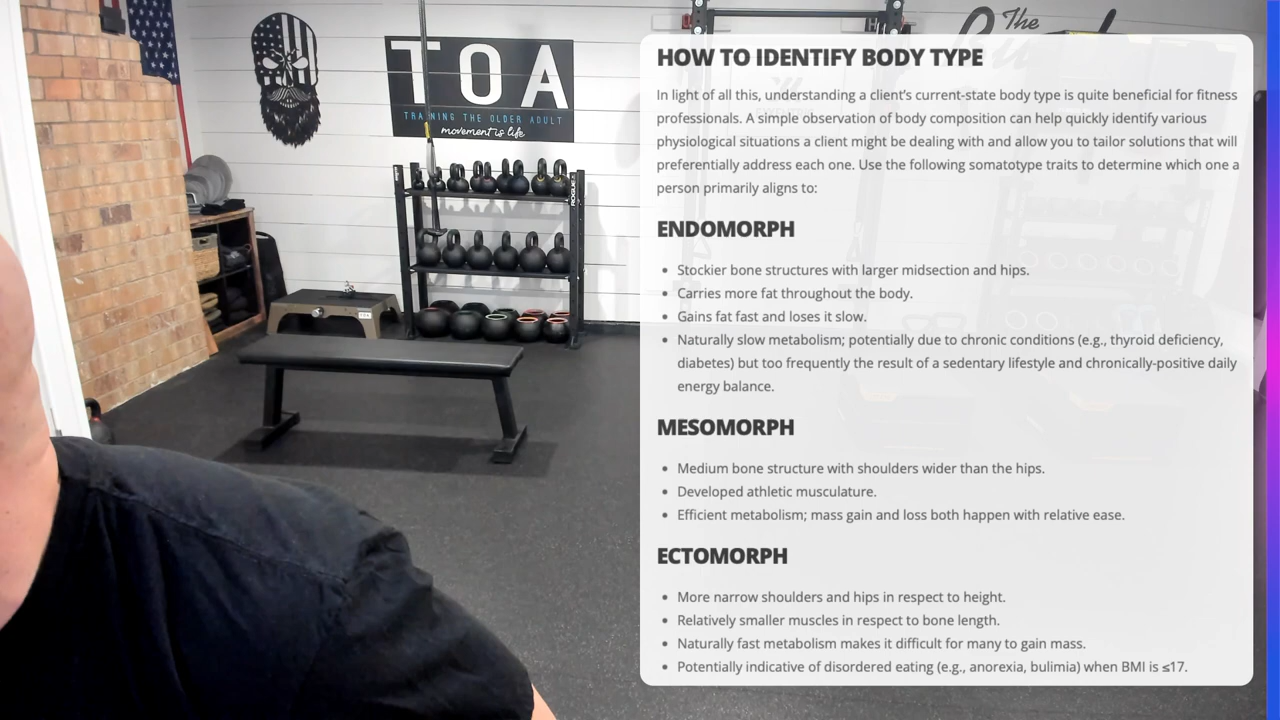 TOA
TRAINING THE OLDER ADULT
movement is life
ROGUE
The
HOW TO IDENTIFY BODY TYPE
In light of all this, understanding a client's current-state body type is quite beneficial for fitness
professionals. A simple observation of body composition can help quickly identify various
physiological situations a client might be dealing with and allow you to tailor solutions that will
preferentially address each one. Use the following somatotype traits to determine which one a
person primarily aligns to:
ENDOMORPH
• Stockier bone structures with larger midsection and hips.
• Carries more fat throughout the body.
• Gains fat fast and loses it slow.
• Naturally slow metabolism; potentially due to chronic conditions (e.g., thyroid deficiency,
diabetes) but too frequently the result of a sedentary lifestyle and chronically-positive daily
energy balance.
MESOMORPH
• Medium bone structure with shoulders wider than the hips.
• Developed athletic musculature.
• Efficient metabolism; mass gain and loss both happen with relative ease.
ECTOMORPH
• More narrow shoulders and hips in respect to height.
• Relatively smaller muscles in respect to bone length.
• Naturally fast metabolism makes it difficult for many to gain mass.
• Potentially indicative of disordered eating (e.g., anorexia, bulimia) when BMI is ≤17.